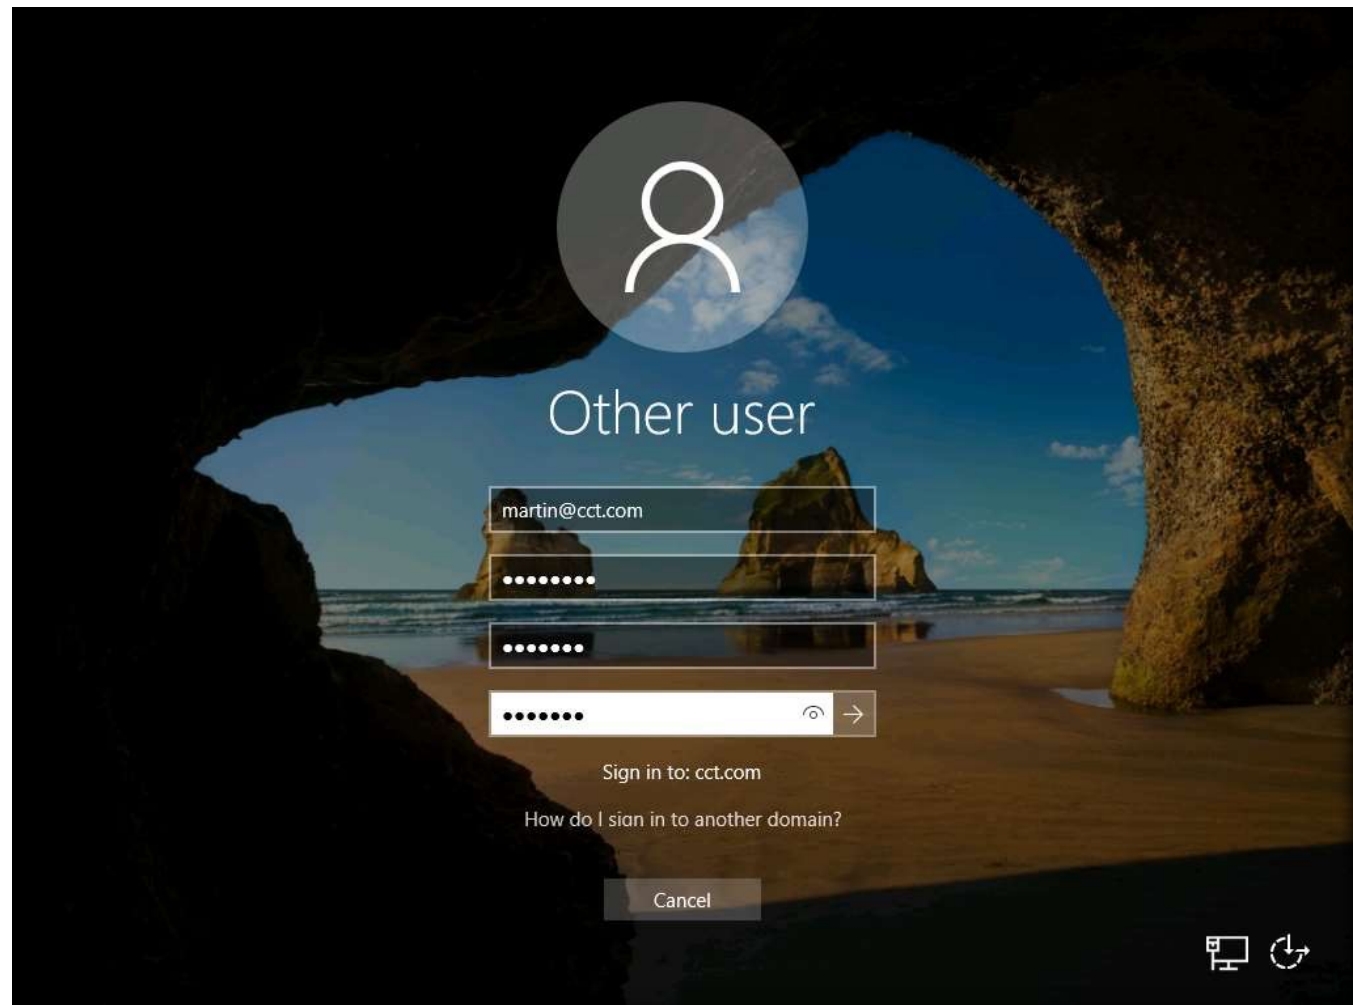 Other user
martin@cct.com
●●●●●●●●
●●●●●●●
●●●●●●●
Sign in to: cct.com
How do I sign in to another domain?
Cancel